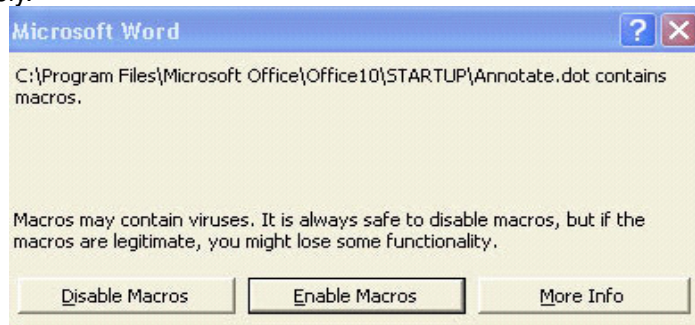 Microsoft Word
C:\Program Files\Microsoft Office\Office10\STARTUP\Annotate.dot contains
macros.
Macros may contain viruses. It is always safe to disable macros, but if the
macros are legitimate, you might lose some functionality.
Disable Macros Enable Macros More Info